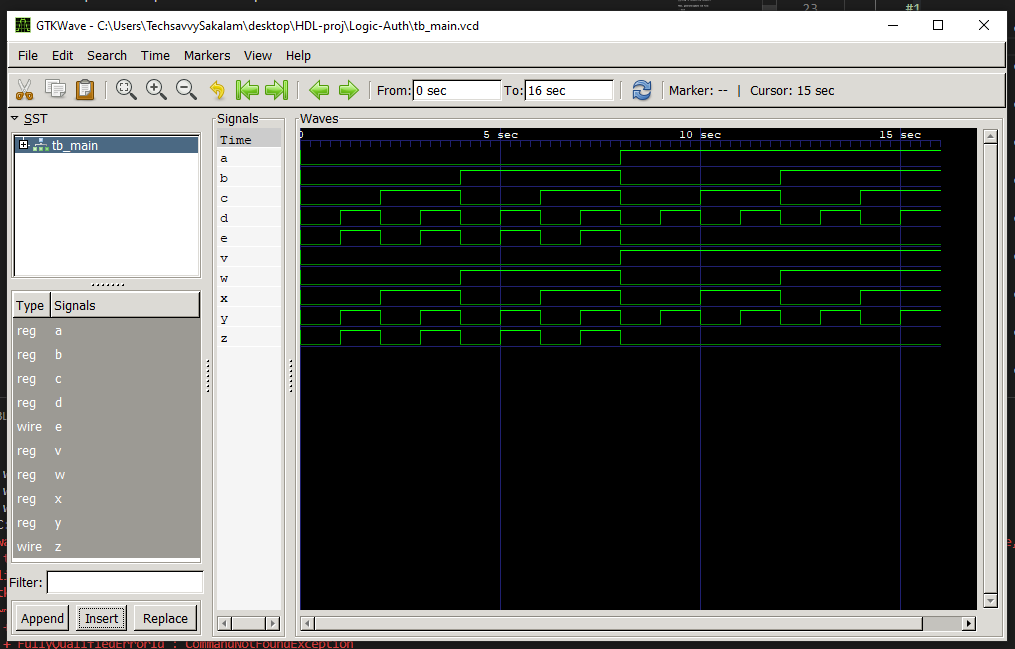 23
#1
GTKWave - C:\Users\TechsavvySakalam\desktop\HDL-proj\Logic-Auth\tb_main.vcd
File Edit Search Time Markers View Help
From: 0 sec To: 16 sec Marker: -- | Cursor: 15 sec
SST
tb_main
Type Signals
reg a
reg b
reg c
reg d
wire e
reg v
reg w
reg x
reg y
wire z
Filter:
Append Insert Replace
Signals
Time
a
b
c
d
e
v
w
x
y
z
Waves
0 5 sec 10 sec 15 sec
+ FullyQualifiedErrorId : CommandNotFoundException